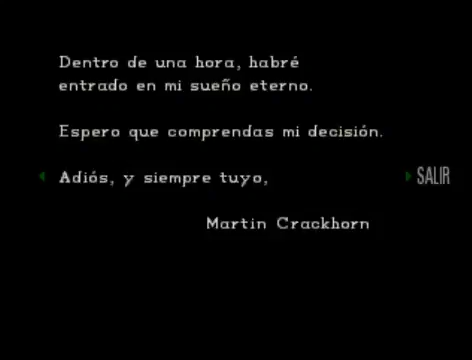 Dentro de una hora, habré
entrado en mi sueño eterno.
Espero que comprendas mi decisión.
Adiós, y siempre tuyo,
SALIR
Martin Crackhorn